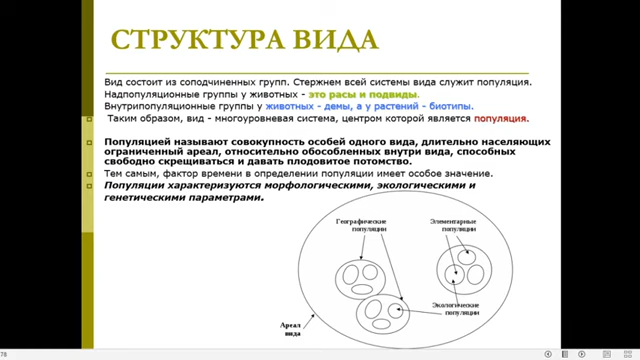 СТРУКТУРА ВИДА
Вид состоит из соподчиненных групп. Стержнем всей системы вида служит популяция.
Надпопуляционные группы у животных - это расы и подвиды.
Внутрипопуляционные группы у животных - демы, а у растений - биотипы.
Таким образом, вид - многоуровневая система, центром которой является популяция.
Популяцией называют совокупность особей одного вида, длительно населяющих
ограниченный ареал, относительно обособленных внутри вида, способных
свободно скрещиваться и давать плодовитое потомство.
Тем самым, фактор времени в определении популяции имеет особое значение.
Популяции характеризуются морфологическими, экологическими и
генетическими параметрами.
Географические
популяции
Элементарные
популяции
Экологические
популяции
Ареал
вида
78